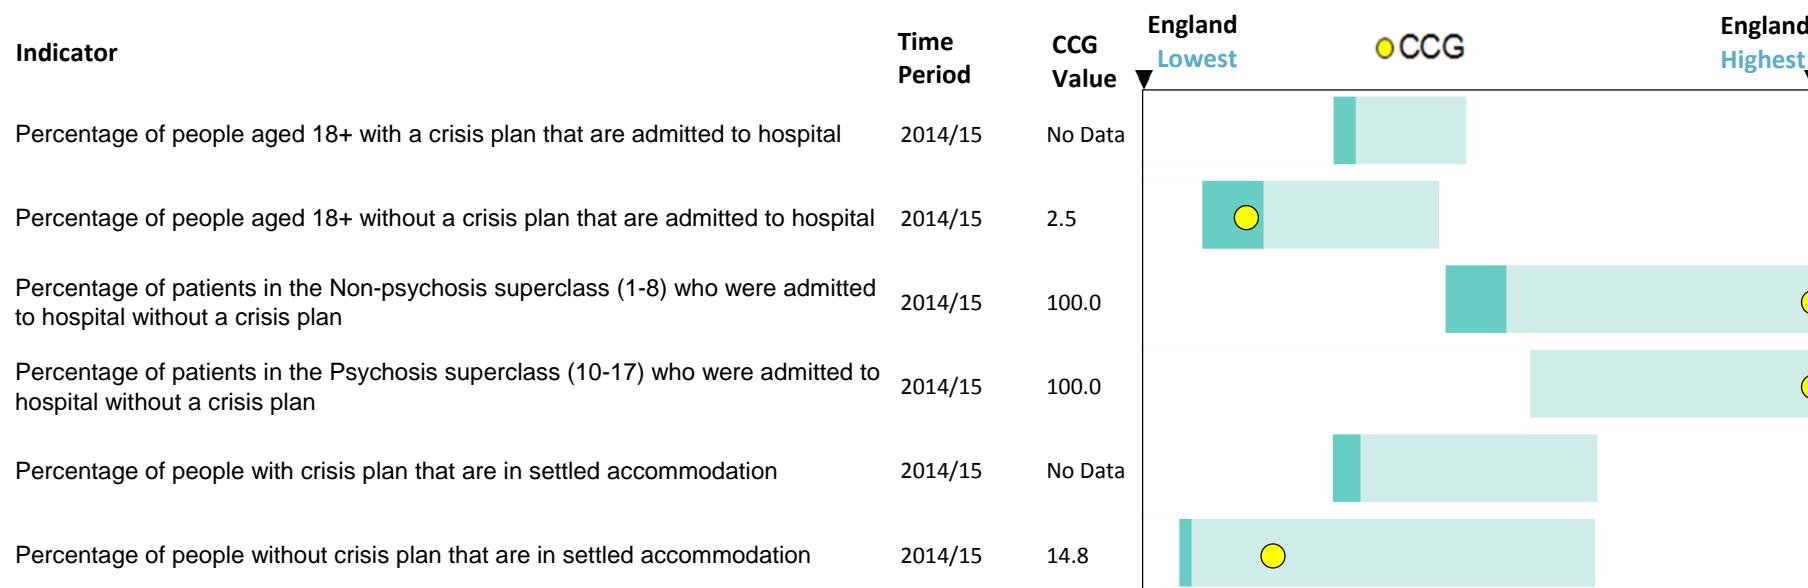 Indicator
Time
Period
CCG
Value
England
Lowest
CCG
England
Highest
Percentage of people aged 18+ with a crisis plan that are admitted to hospital 2014/15 No Data
Percentage of people aged 18+ without a crisis plan that are admitted to hospital 2014/15 2.5
Percentage of patients in the Non-psychosis superclass (1-8) who were admitted
to hospital without a crisis plan
2014/15 100.0
Percentage of patients in the Psychosis superclass (10-17) who were admitted to
hospital without a crisis plan
2014/15 100.0
Percentage of people with crisis plan that are in settled accommodation 2014/15 No Data
Percentage of people without crisis plan that are in settled accommodation 2014/15 14.8